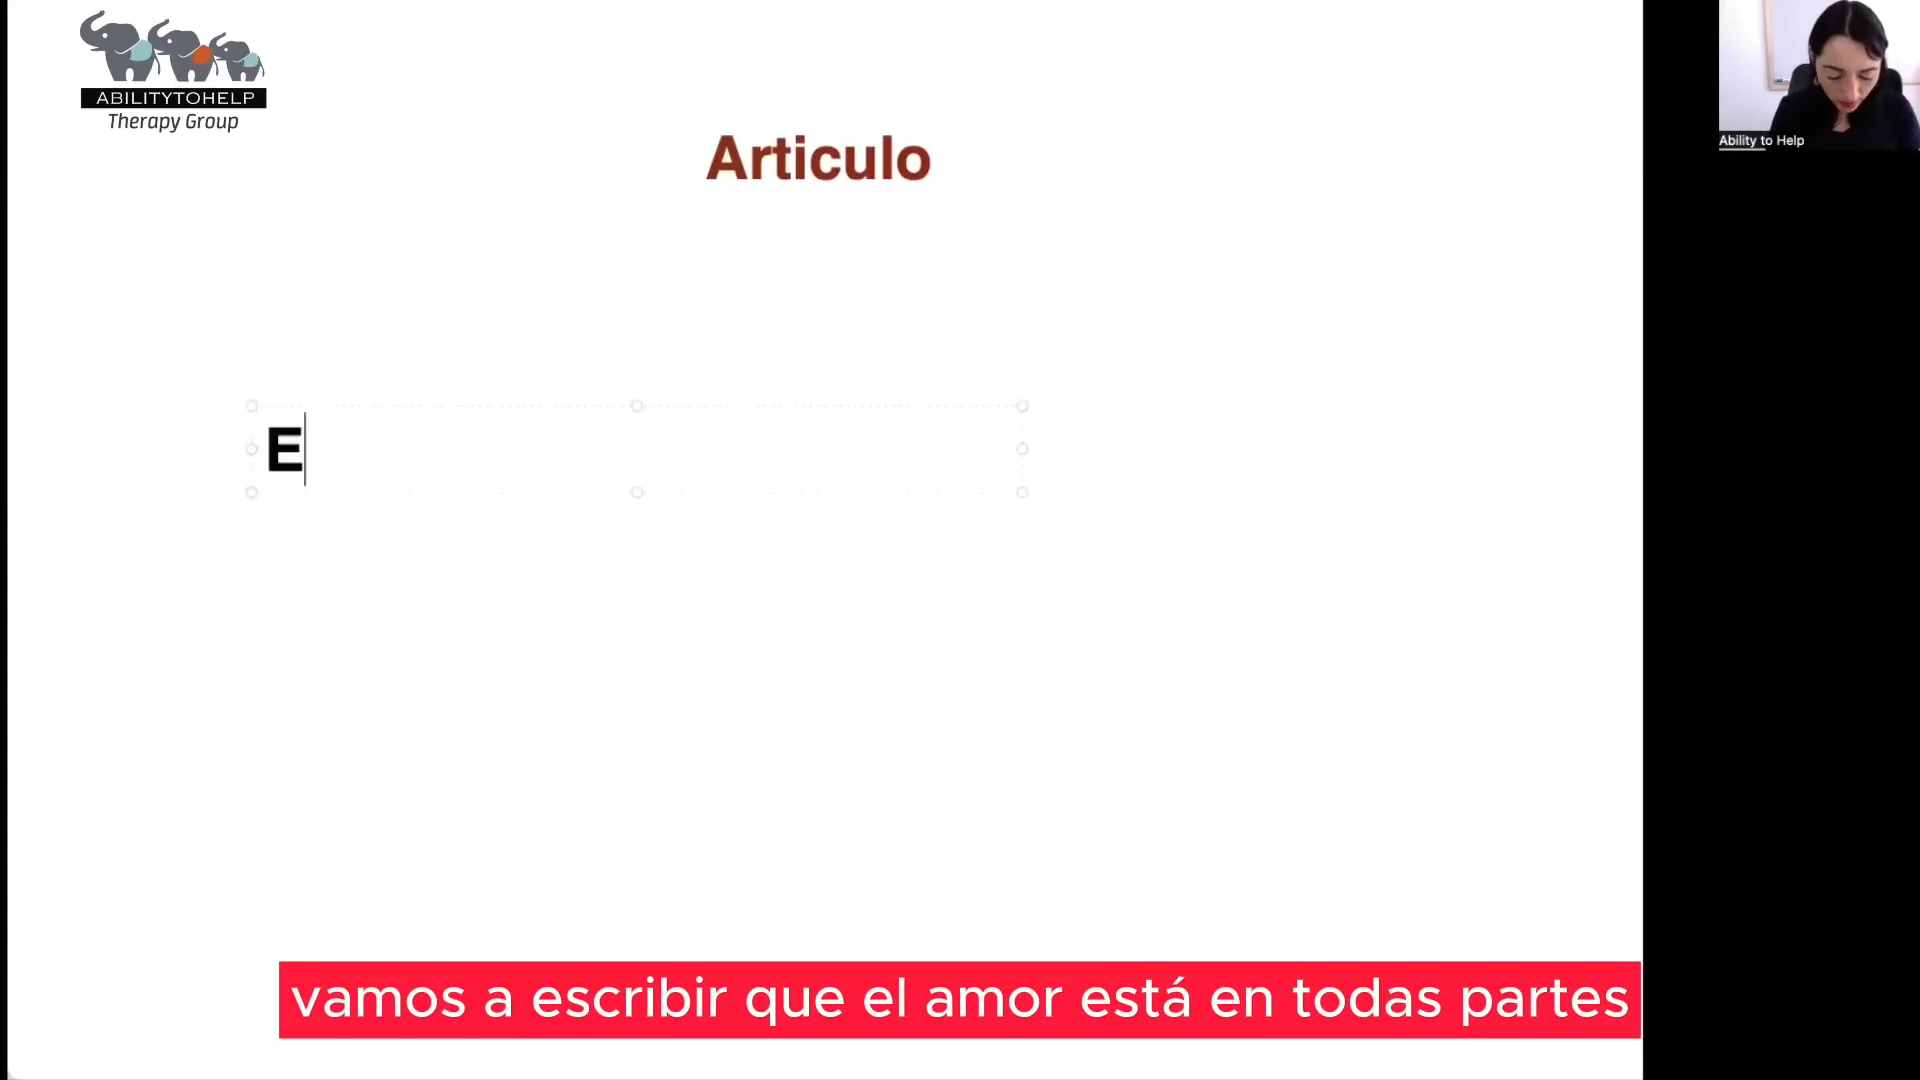 ABILITYTOHELP
Therapy Group
Ability to Help
Articulo
E
vamos a escribir que el amor está en todas partes